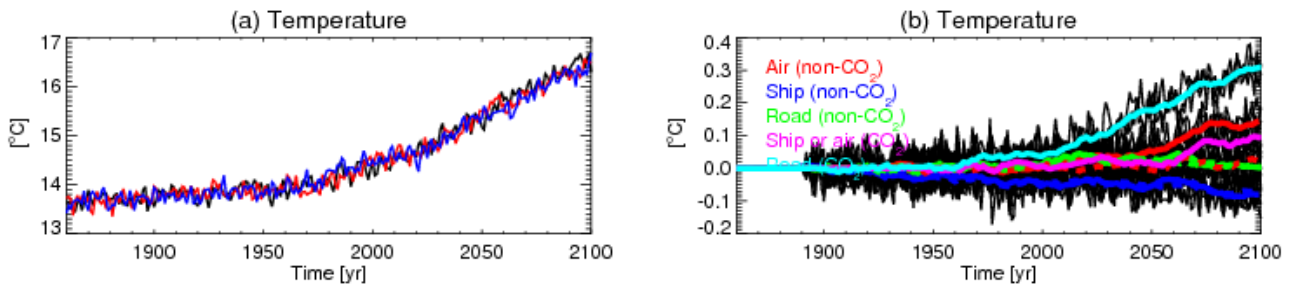 (a) Temperature
17
16
15
14
13
[°C]
1900 1950 2000 2050 2100
Time [yr]
(b) Temperature
0.4
0.3
0.2
0.1
0.0
-0.1
-0.2
[°C]
Air (non-CO₂)
Ship (non-CO₂)
Road (non-CO₂)
Ship or air (CO₂)
Road (CO₂)
1900 1950 2000 2050 2100
Time [yr]